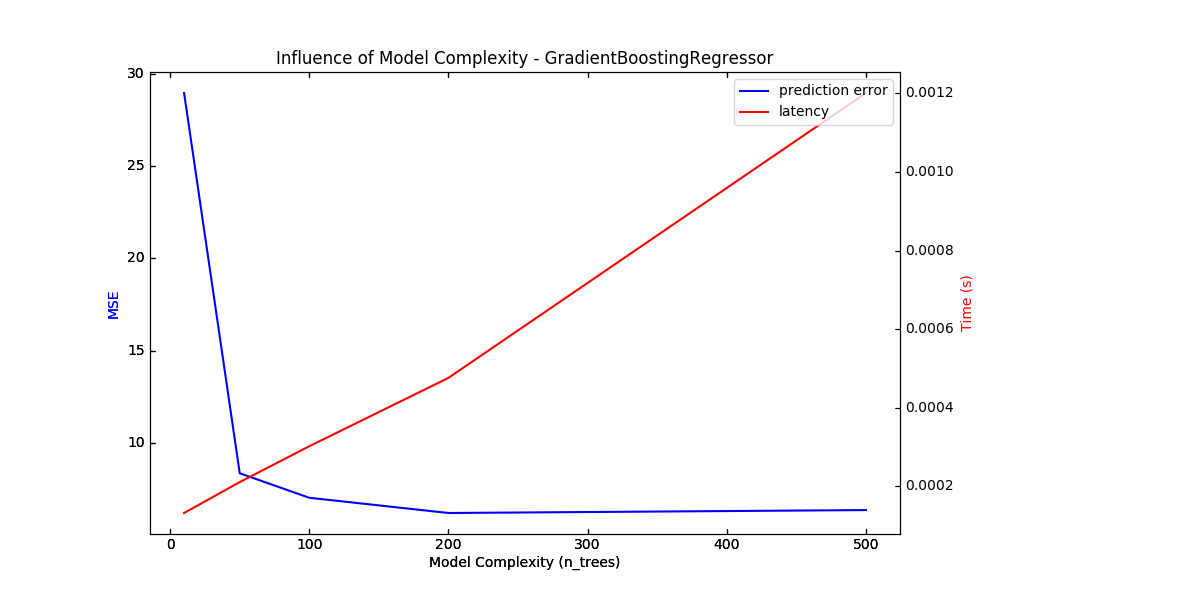 Influence of Model Complexity - GradientBoostingRegressor
prediction error
latency
30
25
20
15
10
MSE
0.0012
0.0010
0.0008
0.0006
0.0004
0.0002
Time (s)
0 100 200 300 400 500
Model Complexity (n_trees)